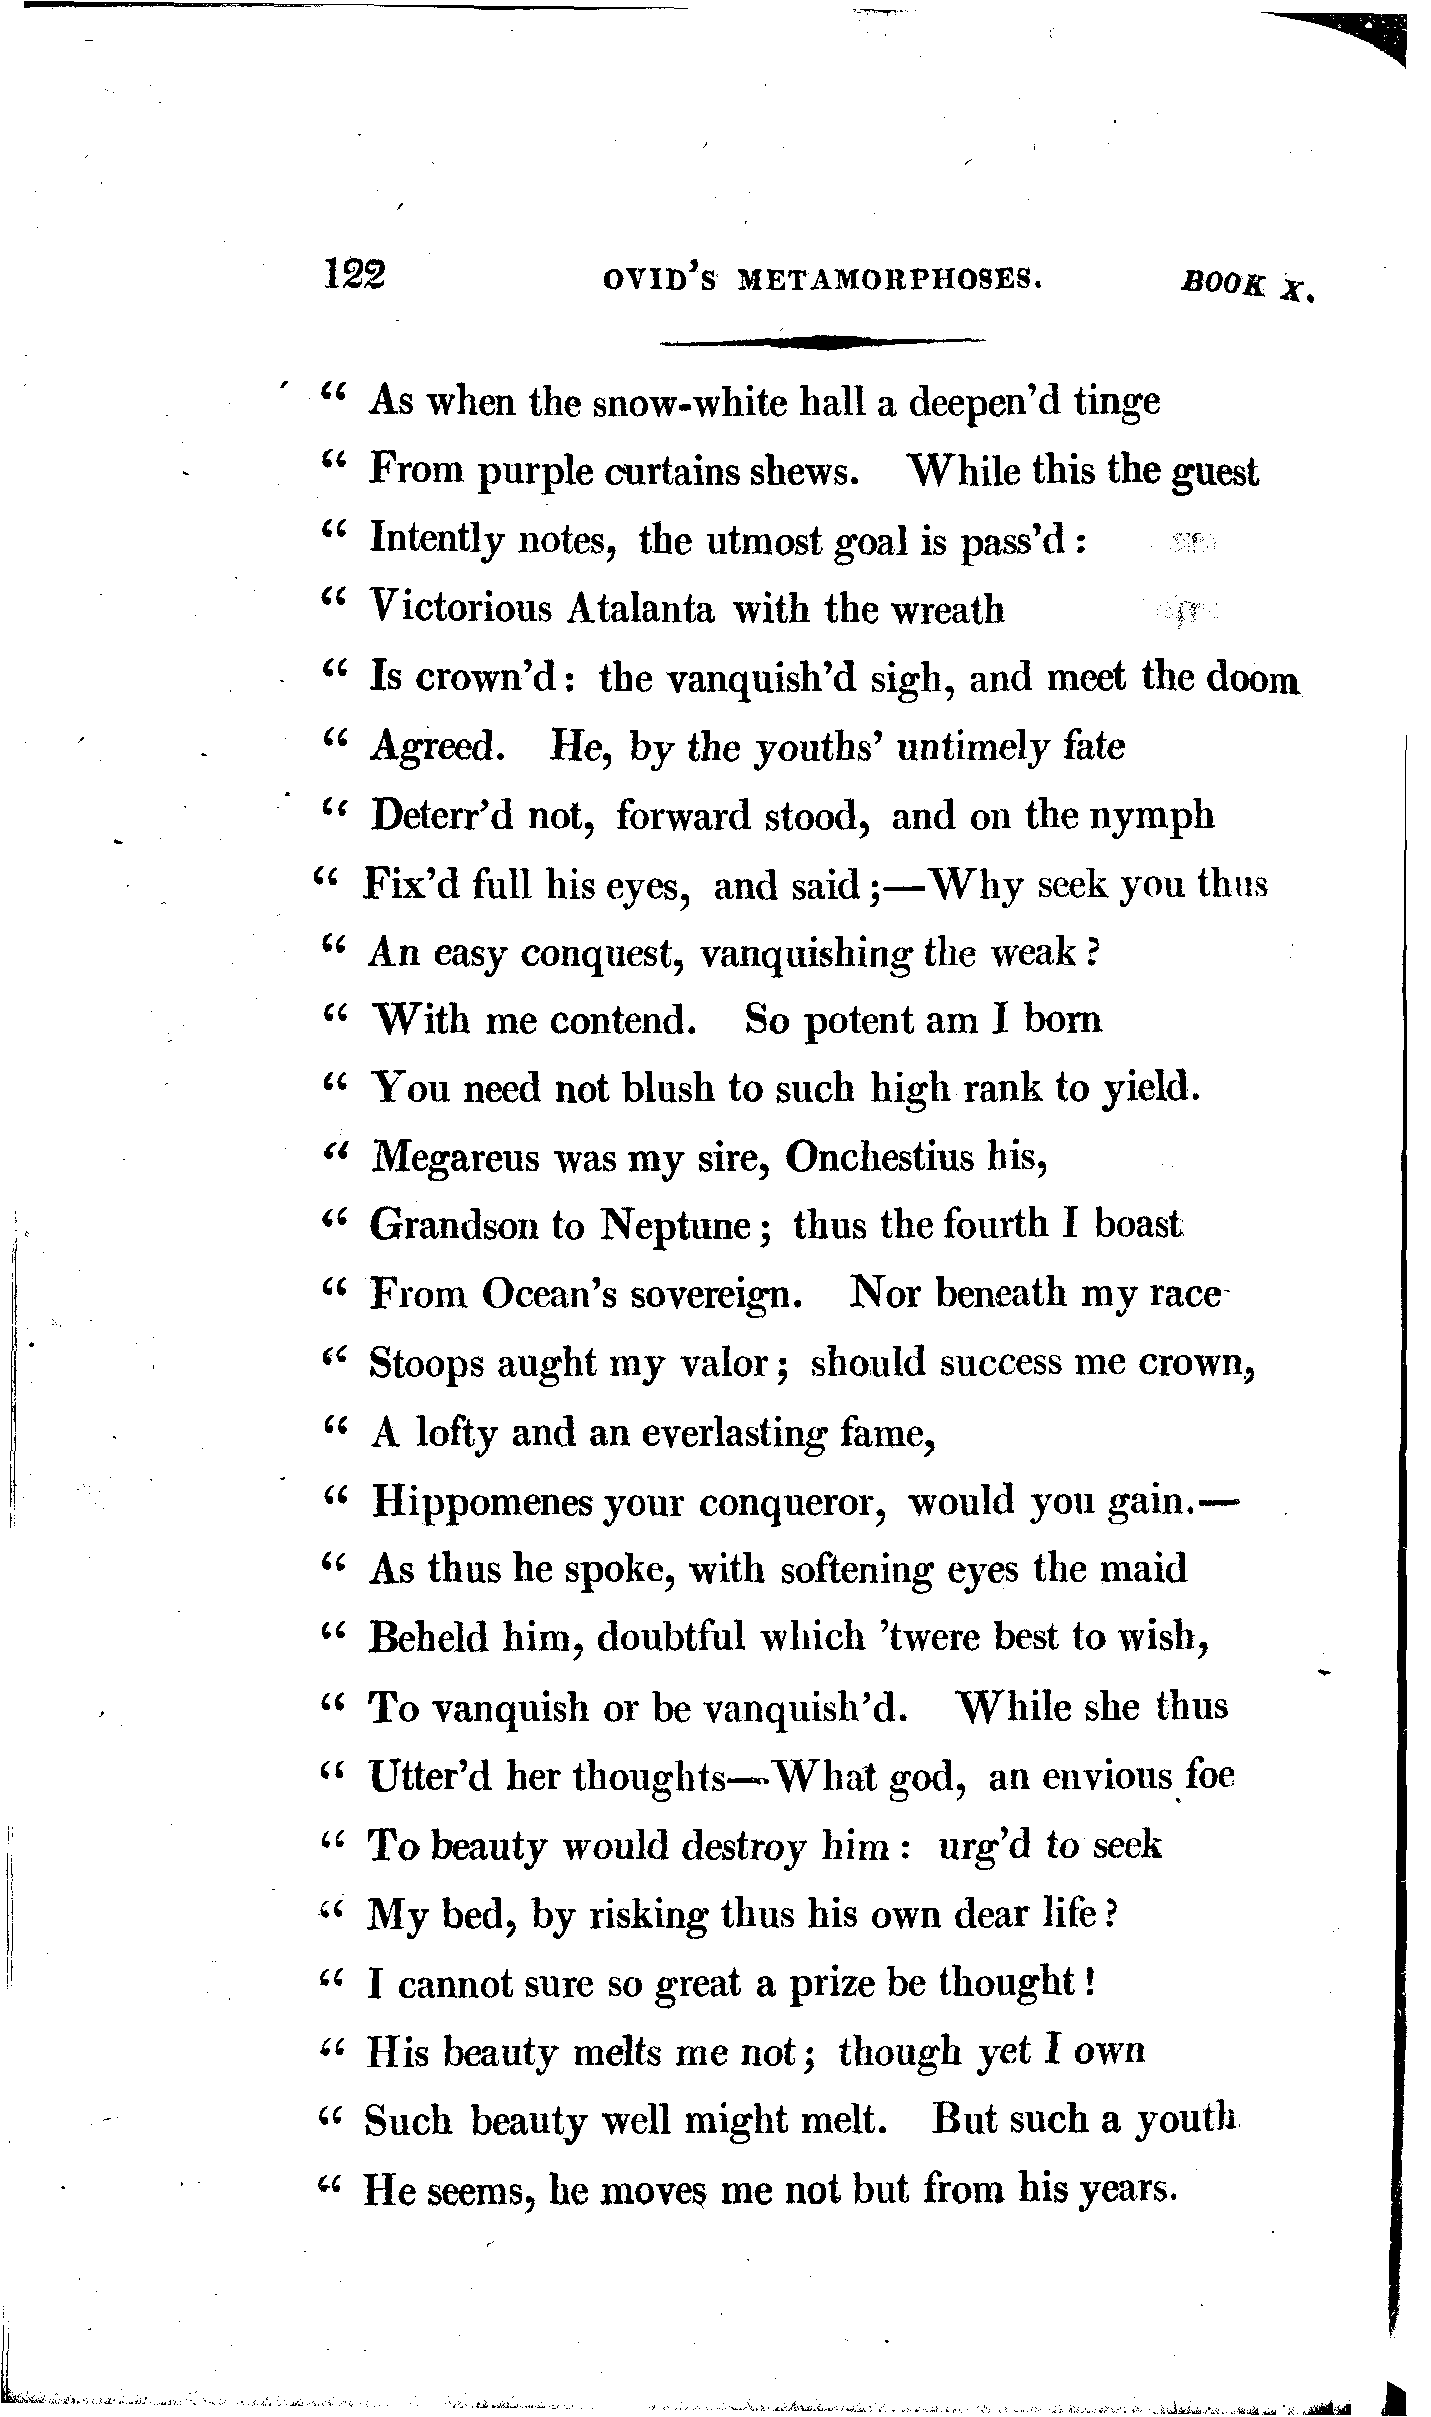 122 OVID'S METAMORPHOSES. BOOK X.
“ As when the snow-white hall a deepen'd tinge
“ From purple curtains shews. While this the guest
“ Intently notes, the utmost goal is pass'd :
“ Victorious Atalanta with the wreath
“ Is crown'd : the vanquish'd sigh, and meet the doom
“ Agreed. He, by the youths' untimely fate
“ Deterr'd not, forward stood, and on the nymph
“ Fix'd full his eyes, and said ;—Why seek you thus
“ An easy conquest, vanquishing the weak ?
“ With me contend. So potent am I born
“ You need not blush to such high rank to yield.
“ Megareus was my sire, Onchestius his,
“ Grandson to Neptune ; thus the fourth I boast
“ From Ocean's sovereign. Nor beneath my race
“ Stoops aught my valor ; should success me crown,
“ A lofty and an everlasting fame,
“ Hippomenes your conqueror, would you gain.—
“ As thus he spoke, with softening eyes the maid
“ Beheld him, doubtful which 'twere best to wish,
“ To vanquish or be vanquish'd. While she thus
“ Utter'd her thoughts—What god, an envious foe
“ To beauty would destroy him : urg'd to seek
“ My bed, by risking thus his own dear life ?
“ I cannot sure so great a prize be thought !
“ His beauty melts me not ; though yet I own
“ Such beauty well might melt. But such a youth
“ He seems, he moves me not but from his years.